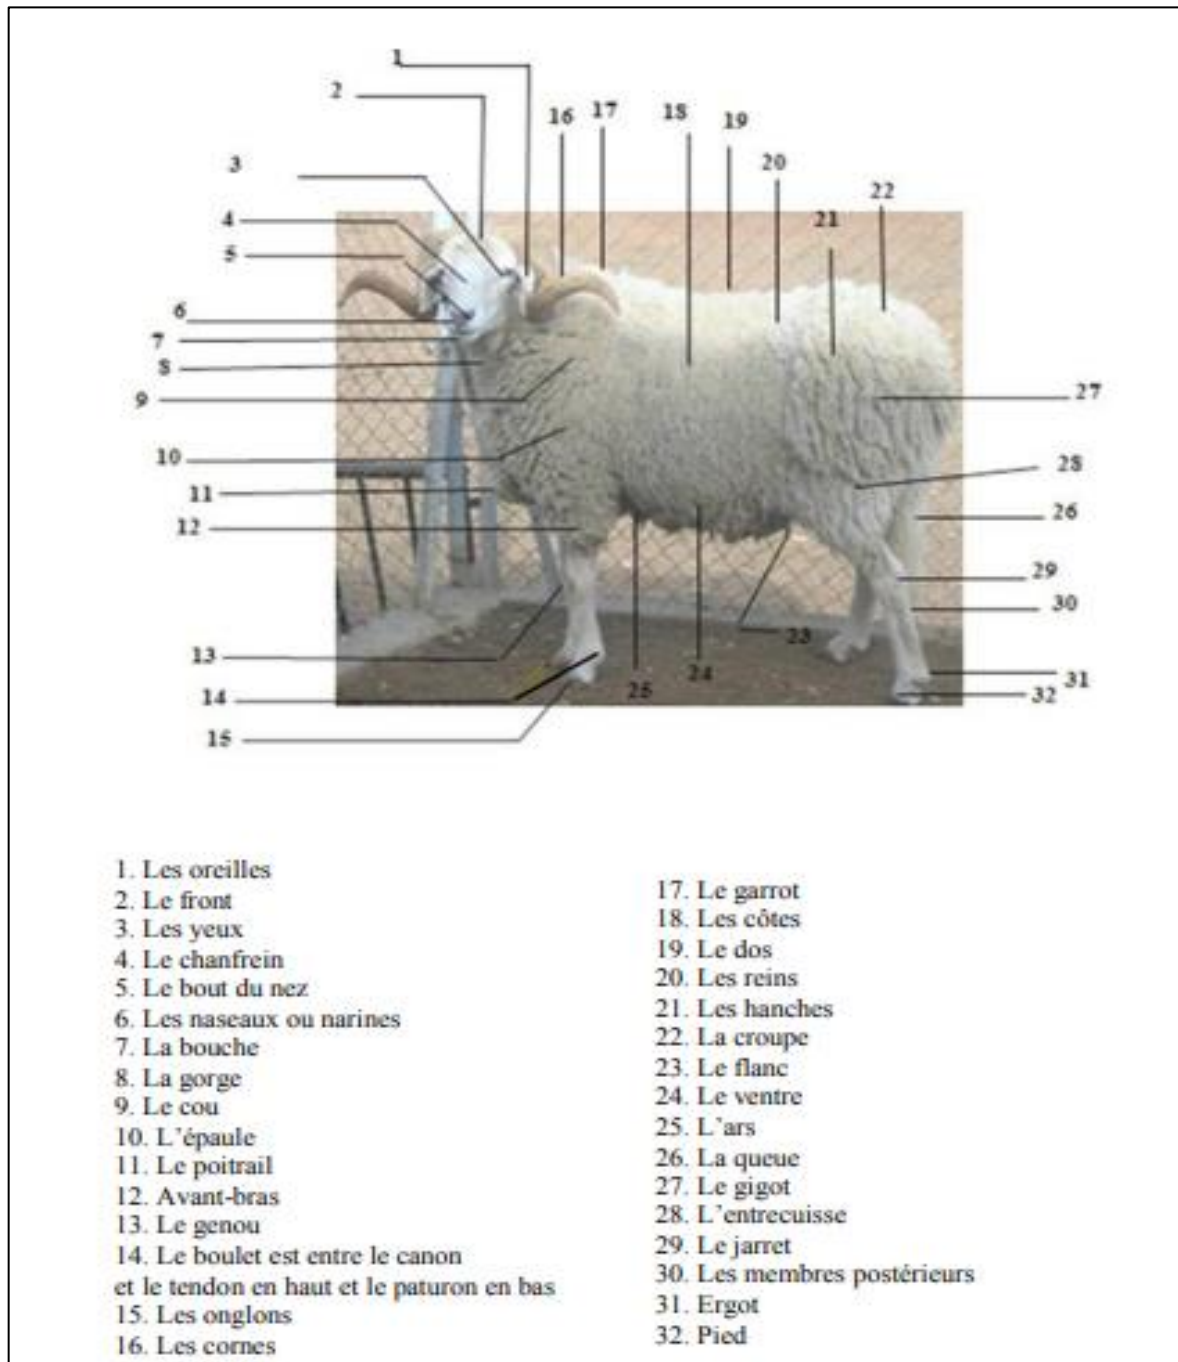 1
2
3
4
5
6
7
8
9
10
11
12
13
14
15
16
17
18
19
20
21
22
27
28
26
29
30
31
32
23
24
25
1. Les oreilles
2. Le front
3. Les yeux
4. Le chanfrein
5. Le bout du nez
6. Les naseaux ou narines
7. La bouche
8. La gorge
9. Le cou
10. L'épaule
11. Le poitrail
12. Avant-bras
13. Le genou
14. Le boulet est entre le canon
et le tendon en haut et le paturon en bas
15. Les onglons
16. Les cornes
17. Le garrot
18. Les côtes
19. Le dos
20. Les reins
21. Les hanches
22. La croupe
23. Le flanc
24. Le ventre
25. L'ars
26. La queue
27. Le gigot
28. L'entrecuisse
29. Le jarret
30. Les membres postérieurs
31. Ergot
32. Pied